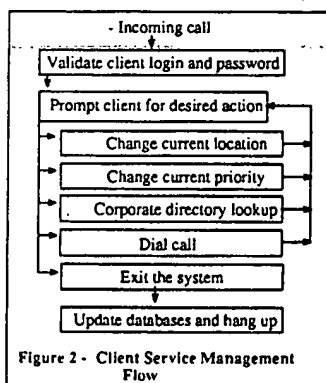 - Incoming call
Validate client login and password
Prompt client for desired action
Change current location
Change current priority
Corporate directory lookup
Dial call
Exit the system
Update databases and hang up
Figure 2 - Client Service Management
Flow